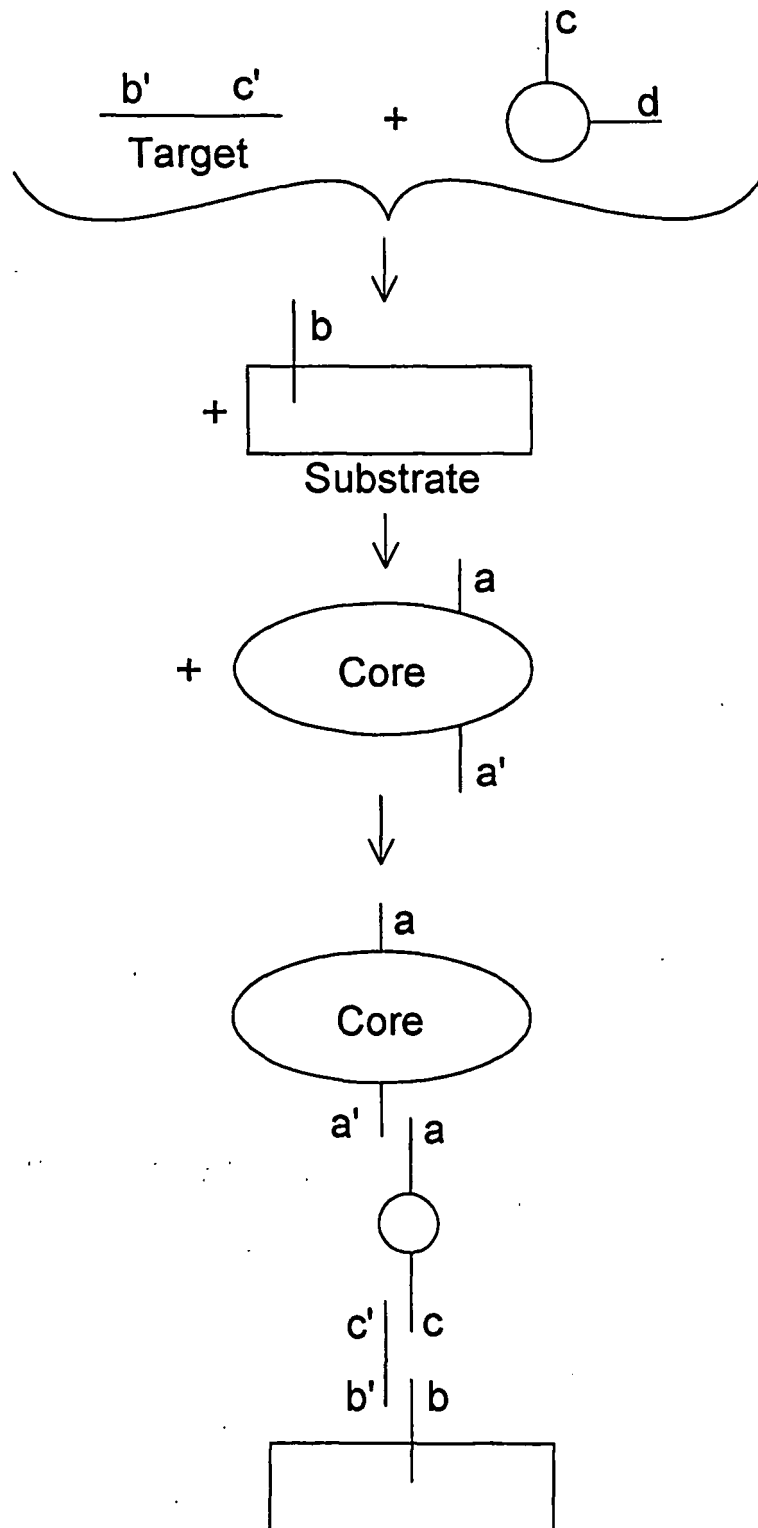 c
b' c' + d
Target
b
+
Substrate
a
+ Core
a'
a
Core
a' a
c' c
b' b